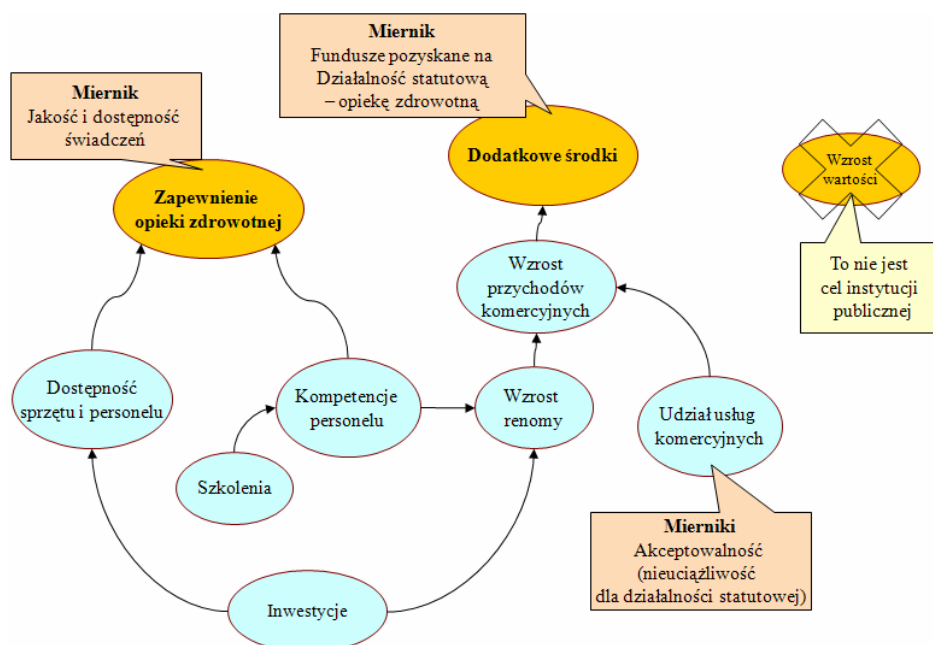 Miernik
Fundusze pozyskane na
Działalność statutową
– opiekę zdrowotną
Miernik
Jakość i dostępność
świadczeń
Dodatkowe środki
Wzrost
wartości
Zapewnienie
opieki zdrowotnej
To nie jest
cel instytucji
publicznej
Wzrost
przychodów
komercyjnych
Dostępność
sprzętu i personelu
Kompetencje
personelu
Wzrost
renomy
Udział usług
komercyjnych
Szkolenia
Mierniki
Akceptowalność
(nieuciążliwość
dla działalności statutowej)
Inwestycje